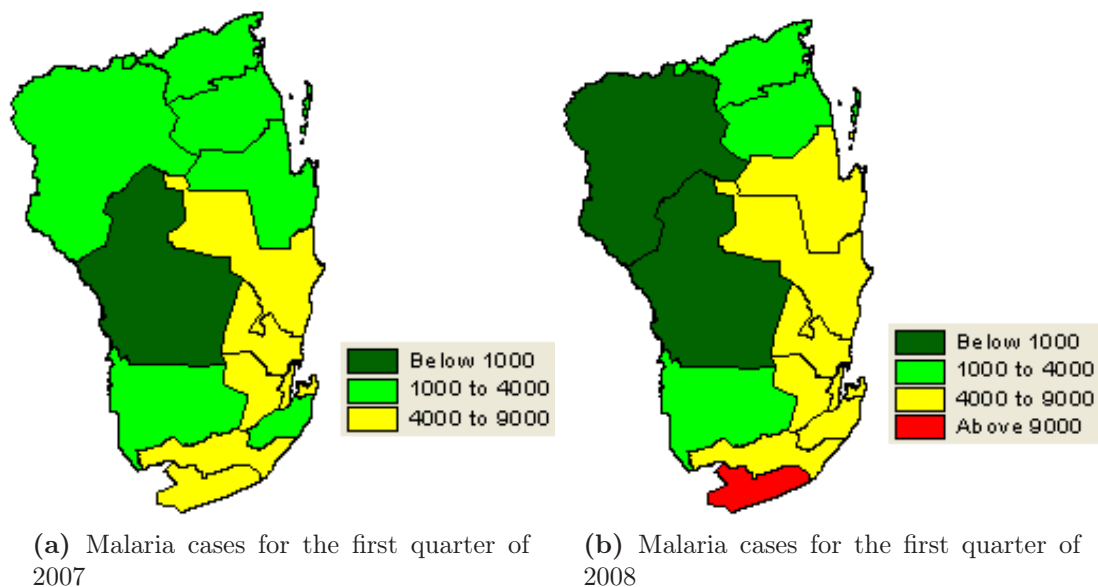 Below 1000
1000 to 4000
4000 to 9000
Below 1000
1000 to 4000
4000 to 9000
Above 9000
(a) Malaria cases for the first quarter of
2007
(b) Malaria cases for the first quarter of
2008